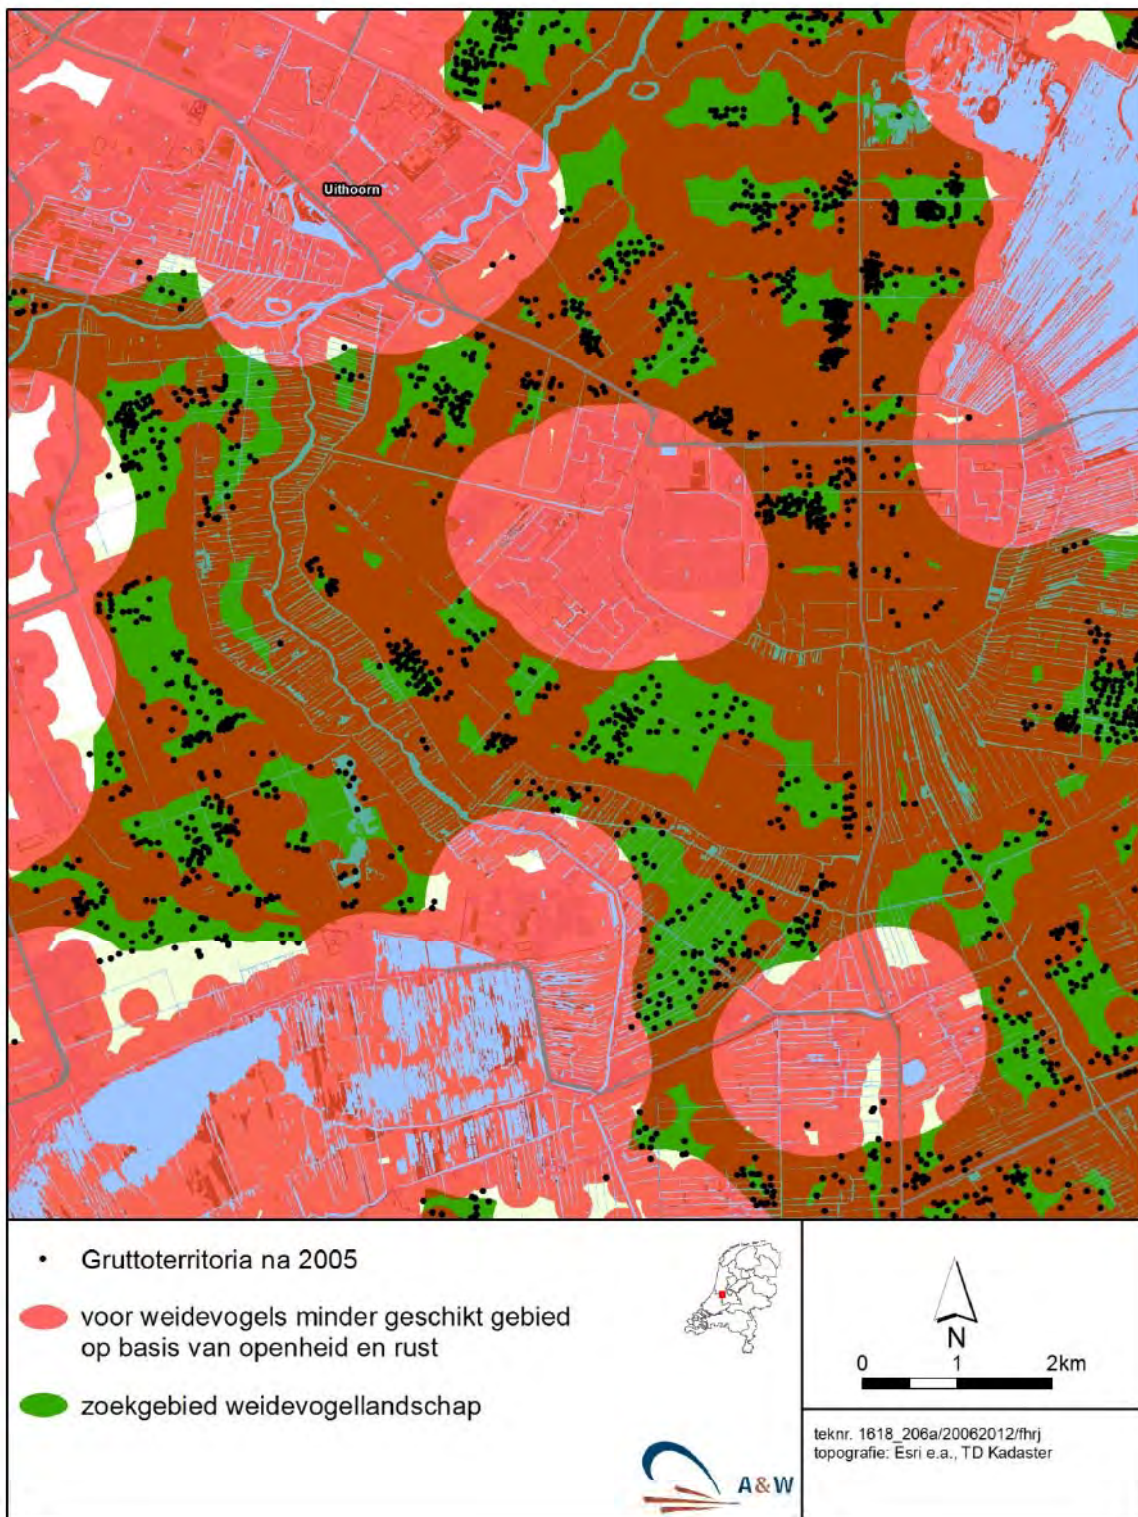 Uithoorn
Gruttoterritoria na 2005
voor weidevogels minder geschikt gebied
op basis van openheid en rust
zoekgebied weidevogellandschap
A&W
N
0 1 2km
teknr. 1618_206a/20062012/fhrj
topografie: Esri e.a., TD Kadaster